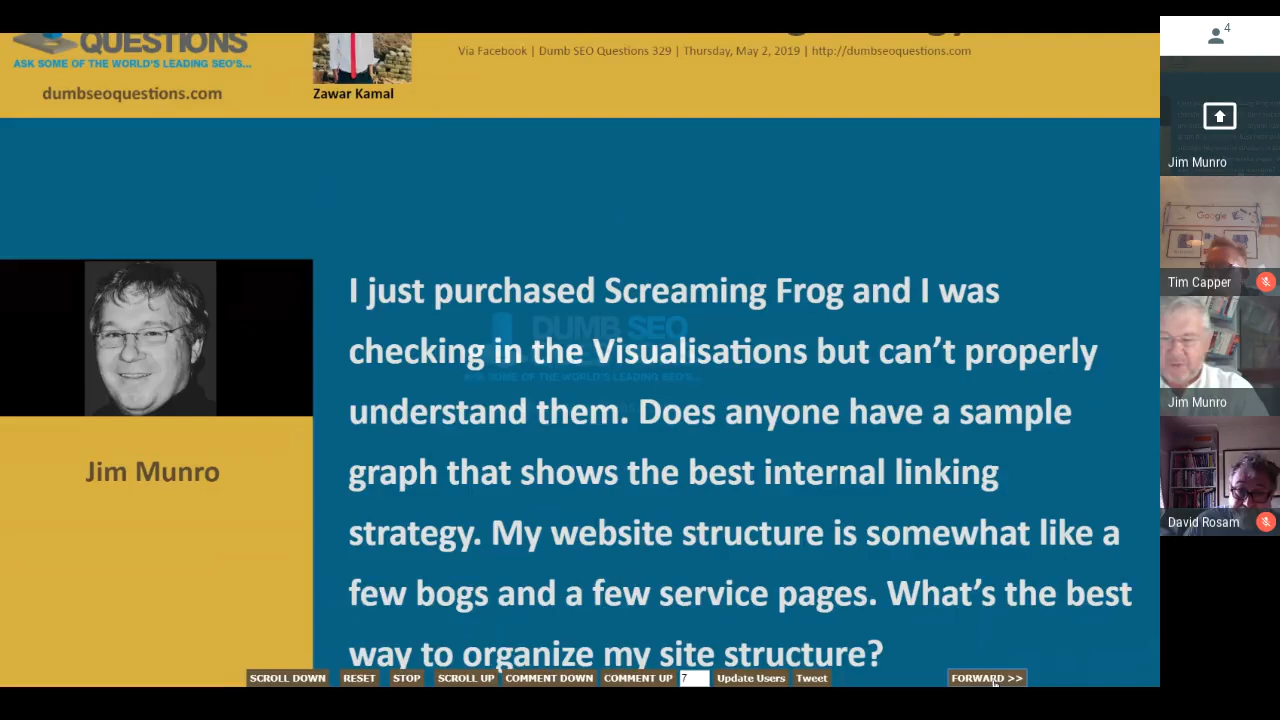 QUESTIONS
ASK SOME OF THE WORLD'S LEADING SEO'S...
dumbseoquestions.com
Zawar Kamal
Via Facebook | Dumb SEO Questions 329 | Thursday, May 2, 2019 | http://dumbseoquestions.com
Jim Munro
I just purchased Screaming Frog and I was
checking in the Visualisations but can't properly
understand them. Does anyone have a sample
graph that shows the best internal linking
strategy. My website structure is somewhat like a
few bogs and a few service pages. What's the best
way to organize my site structure?
DUMB SEO
ASK SOME OF THE WORLD'S LEADING SEO'S...
SCROLL DOWN RESET STOP SCROLL UP COMMENT DOWN COMMENT UP 7 Update Users Tweet FORWARD >>
4
Jim Munro
Google
Tim Capper
Jim Munro
David Rosam